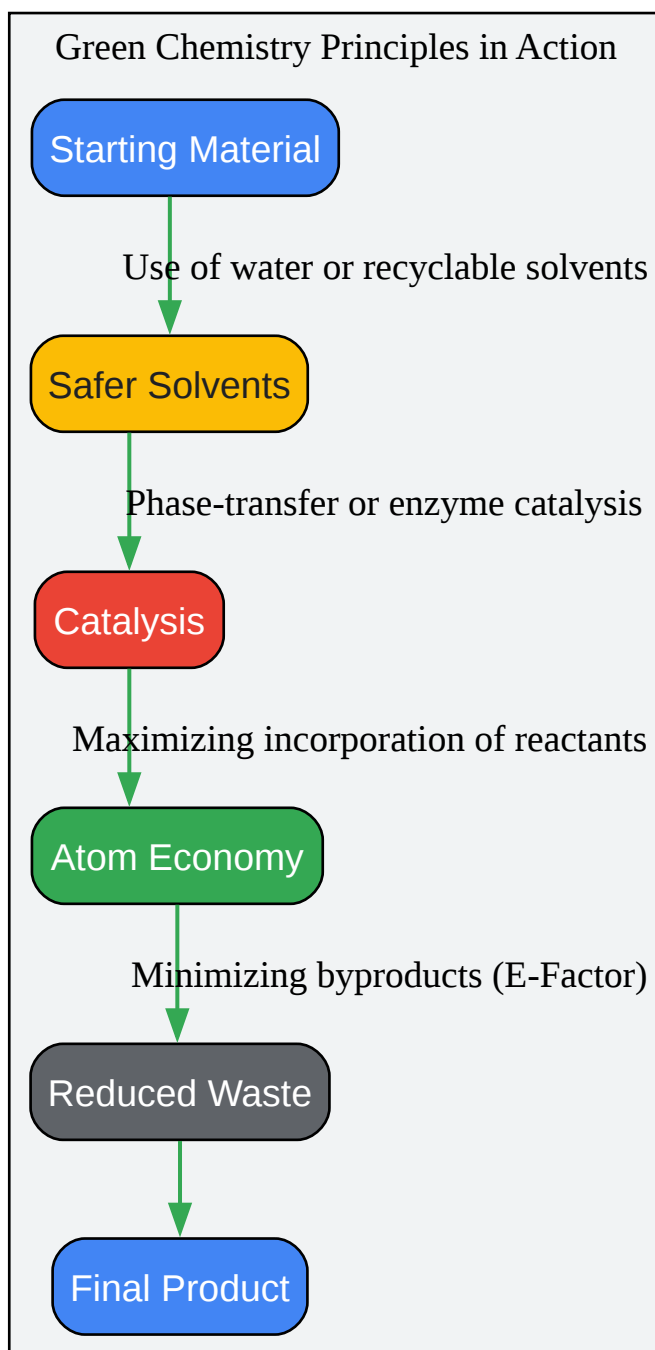 Green Chemistry Principles in Action
Starting Material
Use of water or recyclable solvents
Safer Solvents
Phase-transfer or enzyme catalysis
Catalysis
Maximizing incorporation of reactants
Atom Economy
Minimizing byproducts (E-Factor)
Reduced Waste
Final Product